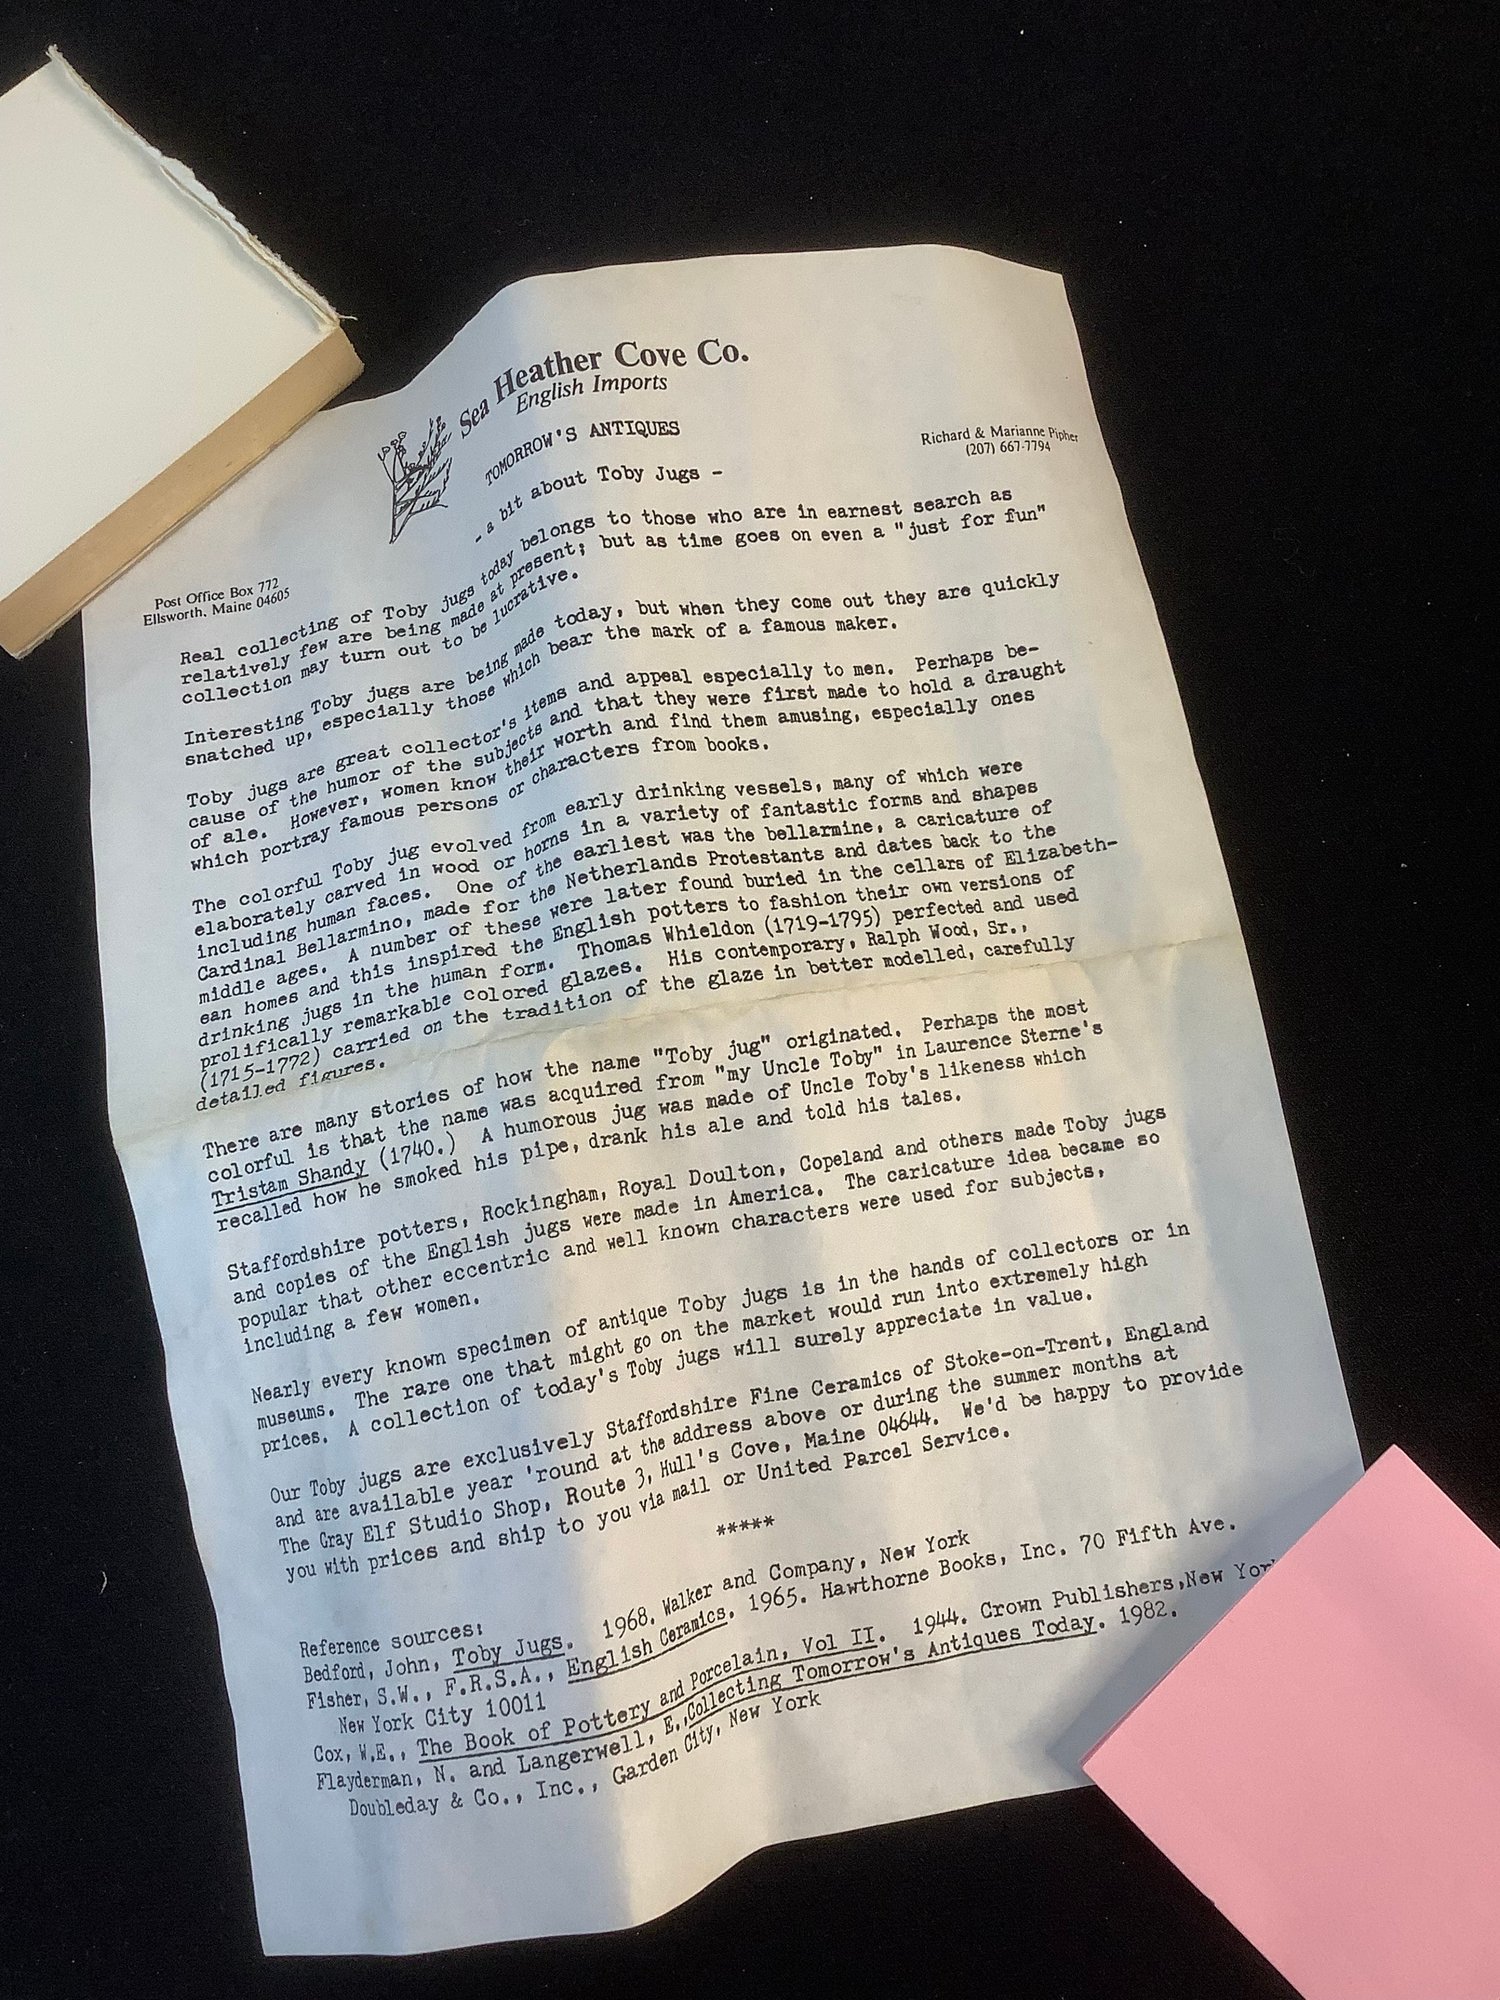 Sea Heather Cove Co.
English Imports
TOMORROW'S ANTIQUES
Richard & Marianne Pipher
(207) 667-7794
- a bit about Toby Jugs -
Post Office Box 772
Ellsworth, Maine 04605
Real collecting of Toby jugs today belongs to those who are in earnest search as
relatively few are being made at present; but as time goes on even a "just for fun"
collection may turn out to be lucrative.
Interesting Toby jugs are being made today, but when they come out they are quickly
snatched up, especially those which bear the mark of a famous maker.
Toby jugs are great collector's items and appeal especially to men. Perhaps be-
cause of the humor of the subjects and that they were first made to hold a draught
of ale. However, women know their worth and find them amusing, especially ones
which portray famous persons or characters from books.
The colorful Toby jug evolved from early drinking vessels, many of which were
elaborately carved in wood or horns in a variety of fantastic forms and shapes
including human faces. One of the earliest was the bellarmine, a caricature of
Cardinal Bellarmino, made for the Netherlands Protestants and dates back to the
middle ages. A number of these were later found buried in the cellars of Elizabeth-
ean homes and this inspired the English potters to fashion their own versions of
drinking jugs in the human form. Thomas Whieldon (1719-1795) perfected and used
prolifically remarkable colored glazes. His contemporary, Ralph Wood, Sr.,
(1715-1772) carried on the tradition of the glaze in better modelled, carefully
detailed figures.
There are many stories of how the name "Toby jug" originated. Perhaps the most
colorful is that the name was acquired from "my Uncle Toby" in Laurence Sterne's
Tristam Shandy (1740.) A humorous jug was made of Uncle Toby's likeness which
recalled how he smoked his pipe, drank his ale and told his tales.
Staffordshire potters, Rockingham, Royal Doulton, Copeland and others made Toby jugs
and copies of the English jugs were made in America. The caricature idea became so
popular that other eccentric and well known characters were used for subjects,
including a few women.
Nearly every known specimen of antique Toby jugs is in the hands of collectors or in
museums. The rare one that might go on the market would run into extremely high
prices. A collection of today's Toby jugs will surely appreciate in value.
Our Toby jugs are exclusively Staffordshire Fine Ceramics of Stoke-on-Trent, England
and are available year 'round at the address above or during the summer months at
The Gray Elf Studio Shop, Route 3, Hull's Cove, Maine 04644. We'd be happy to provide
you with prices and ship to you via mail or United Parcel Service.
*****
Reference sources:
Bedford, John, Toby Jugs. 1968. Walker and Company, New York
Fisher, S.W., F.R.S.A., English Ceramics. 1965. Hawthorne Books, Inc. 70 Fifth Ave.
New York City 10011
Cox, W.E., The Book of Pottery and Porcelain, Vol II. 1944. Crown Publishers, New York
Flayderman, N. and Langerwell, E., Collecting Tomorrow's Antiques Today. 1982.
Doubleday & Co., Inc., Garden City, New York